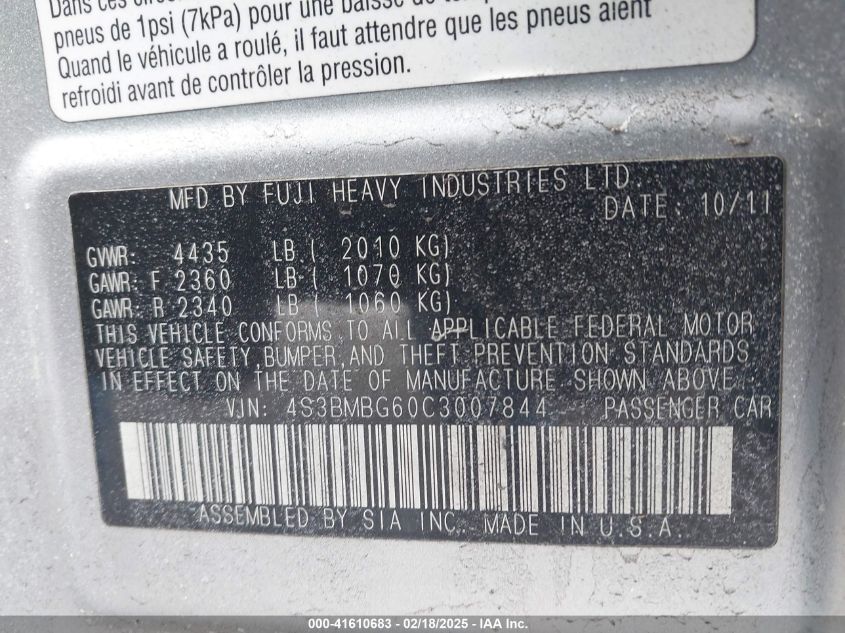 pneus de 1psi (7kPa) pour une baisse de
Quand le véhicule a roulé, il faut attendre que les pneus aient
refroidi avant de contrôler la pression.
MFD BY FUJI HEAVY INDUSTRIES LTD.
DATE: 10/11
GVWR: 4435 LB ( 2010 KG)
GAWR: F 2360 LB ( 1070 KG)
GAWR: R 2340 LB ( 1060 KG)
THIS VEHICLE CONFORMS TO ALL APPLICABLE FEDERAL MOTOR
VEHICLE SAFETY BUMPER, AND THEFT PREVENTION STANDARDS
IN EFFECT ON THE DATE OF MANUFACTURE SHOWN ABOVE.
VIN: 4S3BMBG60C3007844 PASSENGER CAR
ASSEMBLED BY SIA INC. MADE IN U.S.A.
000-41610683 - 02/18/2025 - IAA Inc.